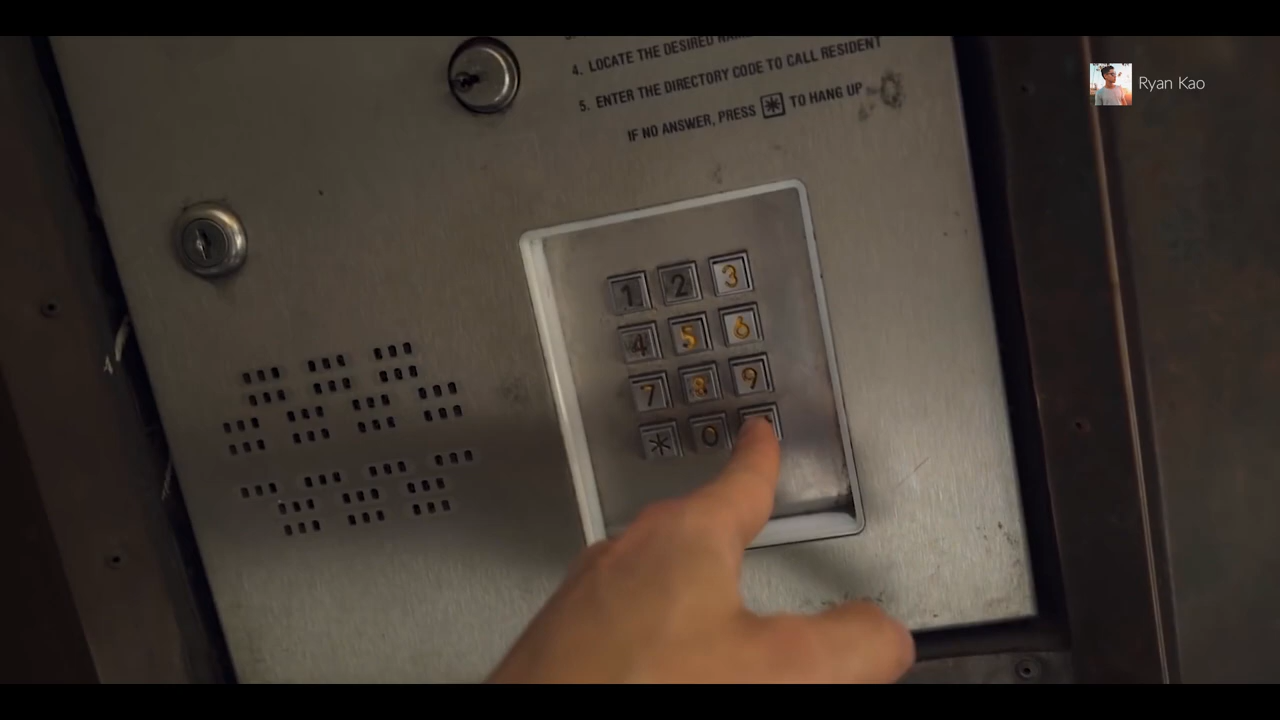 4. LOCATE THE DESIRED
5. ENTER THE DIRECTORY CODE TO CALL RESIDENT
IF NO ANSWER, PRESS * TO HANG UP
Ryan Kao
1 2 3
4 5 6
7 8 9
* 0